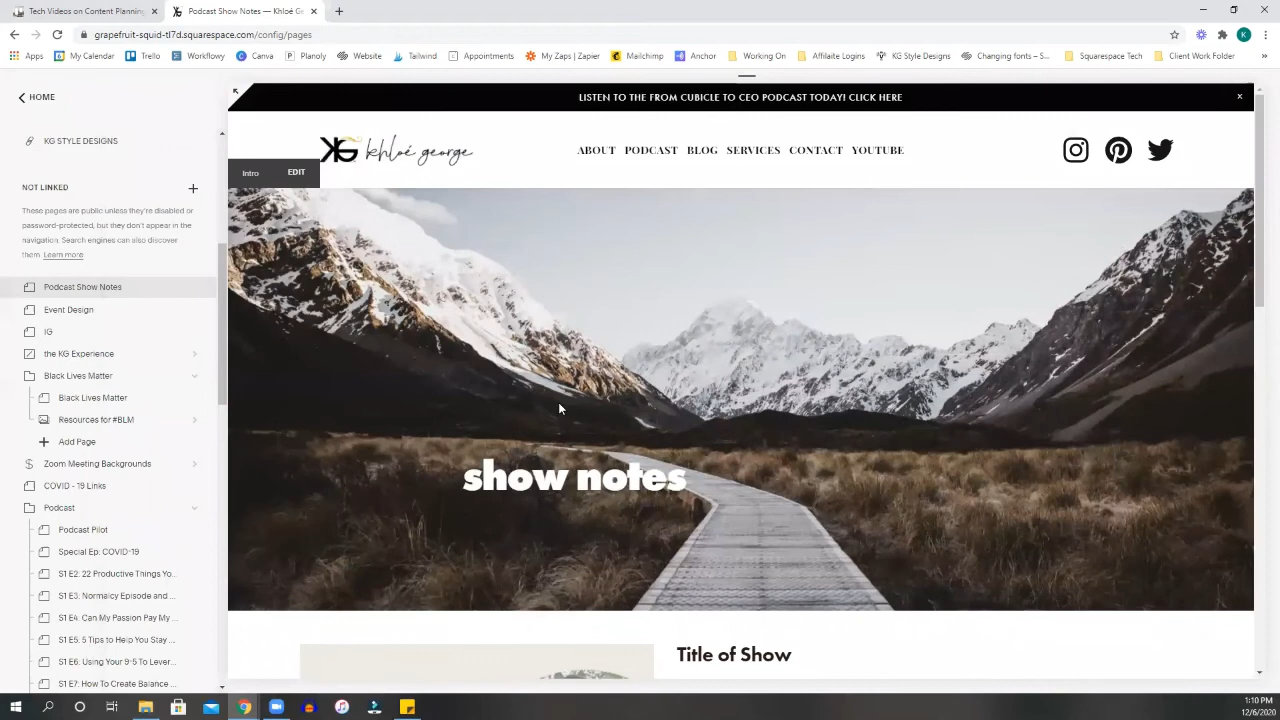 Tech Videos on Content Planning
Podcast Show Notes — Khloé Ge
grapefruit-squid-tl7d.squarespace.com/config/pages
K
Apps
My Calendar
Trello
Workflowy
Canva
Planoly
Website
Tailwind
Appointments
My Zaps | Zapier
Mailchimp
Anchor
Working On
Affilaite Logins
KG Style Designs
Changing fonts – S...
Squarespace Tech
Client Work Folder
HOME
LISTEN TO THE FROM CUBICLE TO CEO PODCAST TODAY! CLICK HERE
KG STYLE DESIGNS
KG khloé george
ABOUT PODCAST BLOG SERVICES CONTACT YOUTUBE
Intro EDIT
NOT LINKED
These pages are public unless they're disabled or
password-protected, but they don't appear in the
navigation. Search engines can also discover
them. Learn more
Podcast Show Notes
Event Design
IG
the KG Experience
Black Lives Matter
Black Lives Matter
Resources for #BLM
Add Page
Zoom Meeting Backgrounds
COVID - 19 Links
Podcast
Podcast Pilot
Special Ep: COVID-19
S1 E2: 22 Productive Things Yo...
S1 E3: Nonnie's Episode and ...
S1 E4: Can My Passion Pay My ...
S1 E5: 5 Tips to Help You Stay ...
S1 E6: Using Your 9-5 To Lever...
S1 E7: How To Create Balance ...
show notes
Title of Show
1:10 PM
12/6/2020